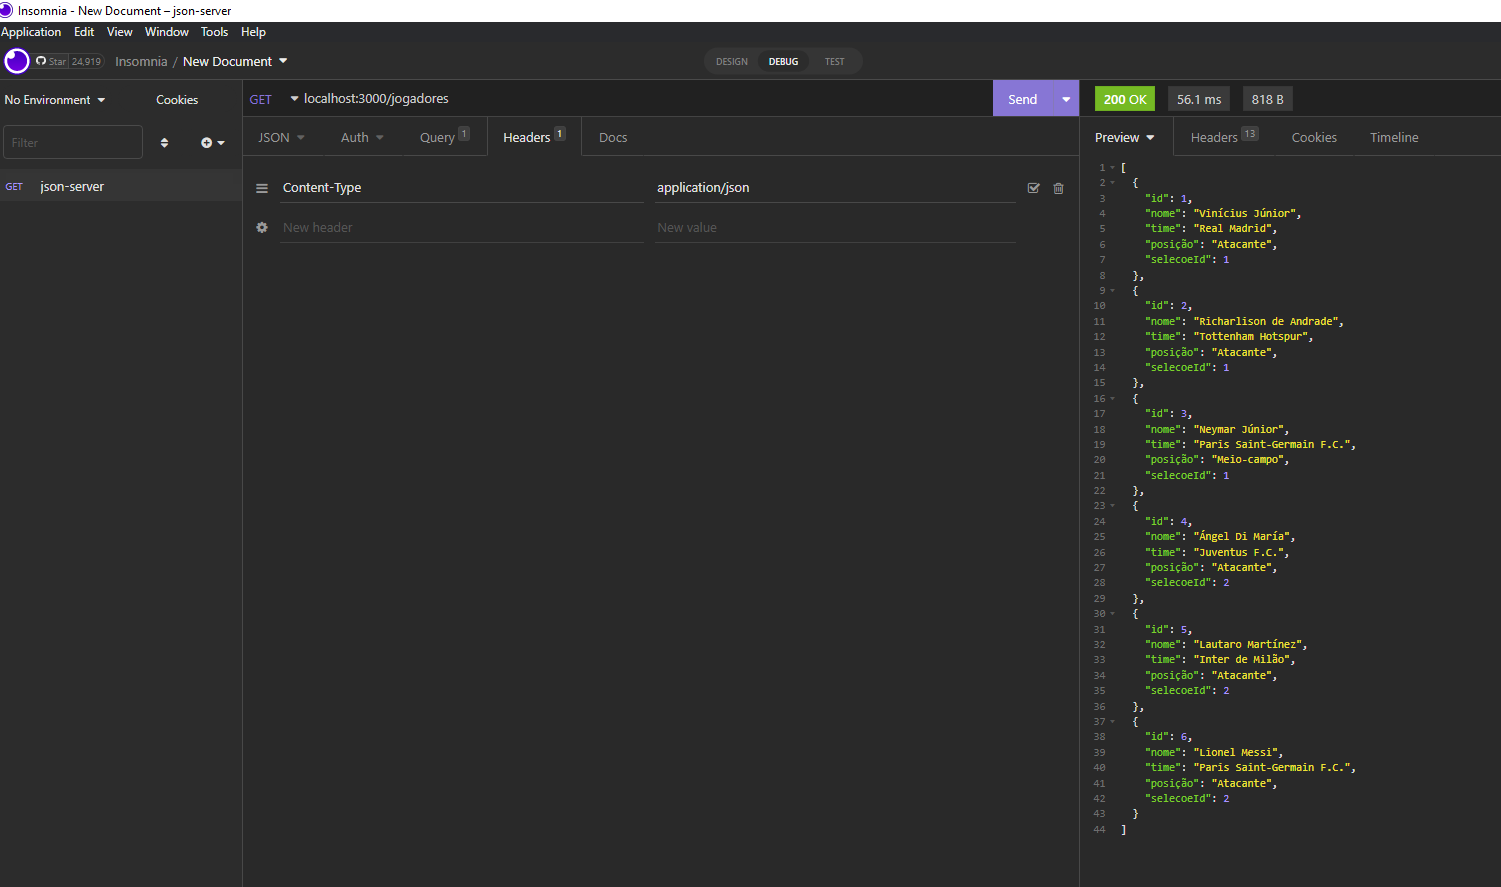 Insomnia - New Document – json-server
Application Edit View Window Tools Help
Star 24,919 Insomnia / New Document DESIGN DEBUG TEST
No Environment Cookies
Filter
GET json-server
GET localhost:3000/jogadores Send
JSON Auth Query 1 Headers 1 Docs
Content-Type application/json
New header New value
200 OK 56.1 ms 818 B
Preview Headers 13 Cookies Timeline
1 [
2 {
3 "id": 1,
4 "nome": "Vinícius Júnior",
5 "time": "Real Madrid",
6 "posição": "Atacante",
7 "selecoeId": 1
8 },
9 {
10 "id": 2,
11 "nome": "Richarlison de Andrade",
12 "time": "Tottenham Hotspur",
13 "posição": "Atacante",
14 "selecoeId": 1
15 },
16 {
17 "id": 3,
18 "nome": "Neymar Júnior",
19 "time": "Paris Saint-Germain F.C.",
20 "posição": "Meio-campo",
21 "selecoeId": 1
22 },
23 {
24 "id": 4,
25 "nome": "Ángel Di María",
26 "time": "Juventus F.C.",
27 "posição": "Atacante",
28 "selecoeId": 2
29 },
30 {
31 "id": 5,
32 "nome": "Lautaro Martínez",
33 "time": "Inter de Milão",
34 "posição": "Atacante",
35 "selecoeId": 2
36 },
37 {
38 "id": 6,
39 "nome": "Lionel Messi",
40 "time": "Paris Saint-Germain F.C.",
41 "posição": "Atacante",
42 "selecoeId": 2
43 }
44 ]